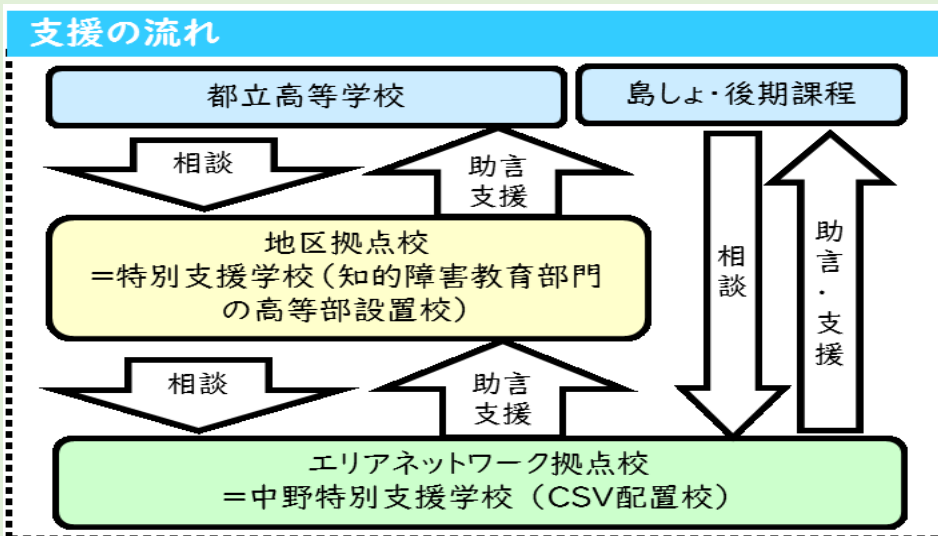 支援の流れ
都立高等学校
島しょ・後期課程
相談
助言
支援
地区拠点校
＝特別支援学校（知的障害教育部門
の高等部設置校）
相談
助言・支援
相談
助言
支援
エリアネットワーク拠点校
＝中野特別支援学校（CSV配置校）